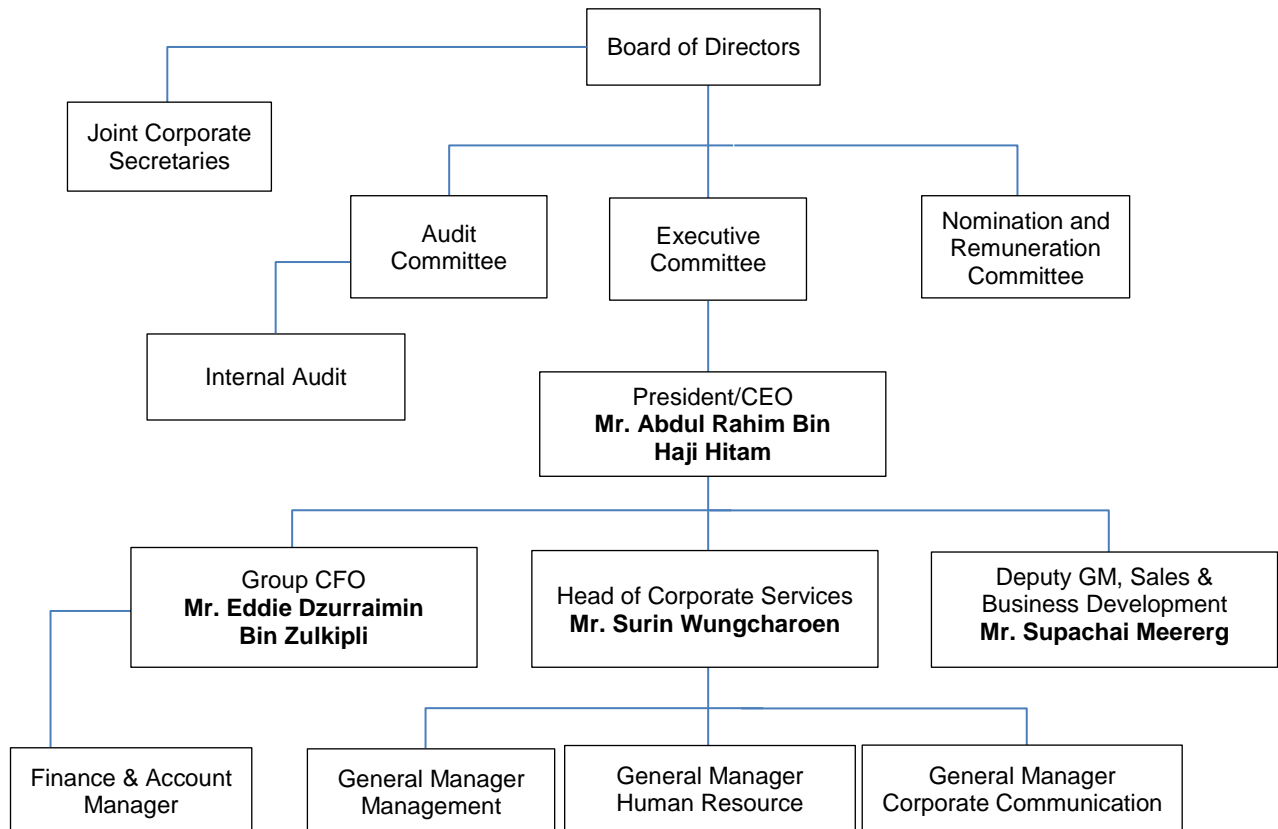 Board of Directors
Joint Corporate
Secretaries
Audit
Committee
Executive
Committee
Nomination and
Remuneration
Committee
Internal Audit
President/CEO
Mr. Abdul Rahim Bin
Haji Hitam
Group CFO
Mr. Eddie Dzurraimin
Bin Zulkipli
Head of Corporate Services
Mr. Surin Wungcharoen
Deputy GM, Sales &
Business Development
Mr. Supachai Meererg
Finance & Account
Manager
General Manager
Management
General Manager
Human Resource
General Manager
Corporate Communication